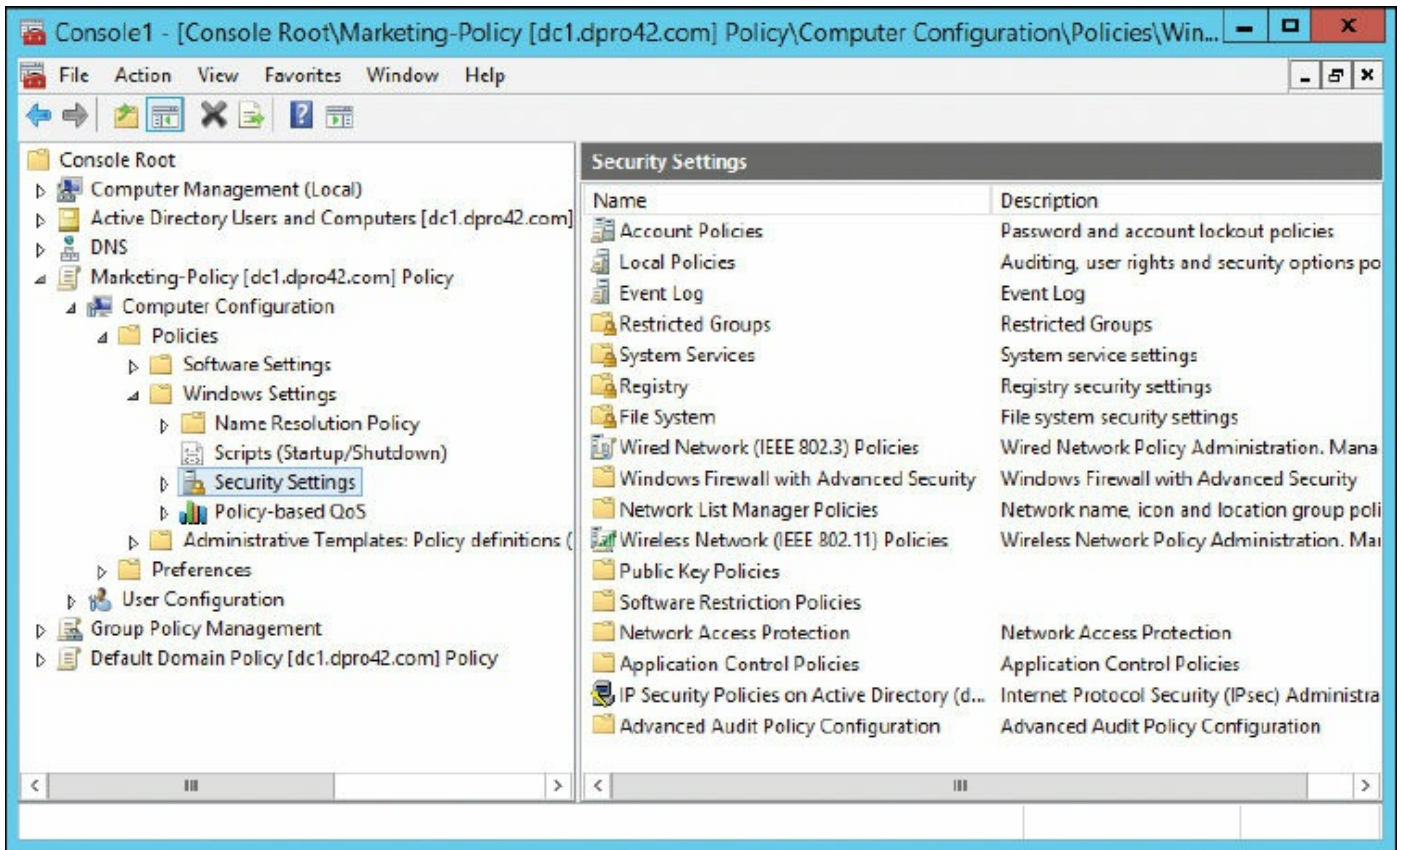 Console1 - [Console Root\Marketing-Policy [dc1.dpro42.com] Policy\Computer Configuration\Policies\Win...
File Action View Favorites Window Help
Console Root
Computer Management (Local)
Active Directory Users and Computers [dc1.dpro42.com]
DNS
Marketing-Policy [dc1.dpro42.com] Policy
Computer Configuration
Policies
Software Settings
Windows Settings
Name Resolution Policy
Scripts (Startup/Shutdown)
Security Settings
Policy-based QoS
Administrative Templates: Policy definitions (
Preferences
User Configuration
Group Policy Management
Default Domain Policy [dc1.dpro42.com] Policy
Security Settings
Name Description
Account Policies Password and account lockout policies
Local Policies Auditing, user rights and security options po
Event Log Event Log
Restricted Groups Restricted Groups
System Services System service settings
Registry Registry security settings
File System File system security settings
Wired Network (IEEE 802.3) Policies Wired Network Policy Administration. Mana
Windows Firewall with Advanced Security Windows Firewall with Advanced Security
Network List Manager Policies Network name, icon and location group poli
Wireless Network (IEEE 802.11) Policies Wireless Network Policy Administration. Mai
Public Key Policies
Software Restriction Policies
Network Access Protection Network Access Protection
Application Control Policies Application Control Policies
IP Security Policies on Active Directory (d... Internet Protocol Security (IPsec) Administra
Advanced Audit Policy Configuration Advanced Audit Policy Configuration